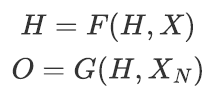 H = F(H, X)
O = G(H, X_N)